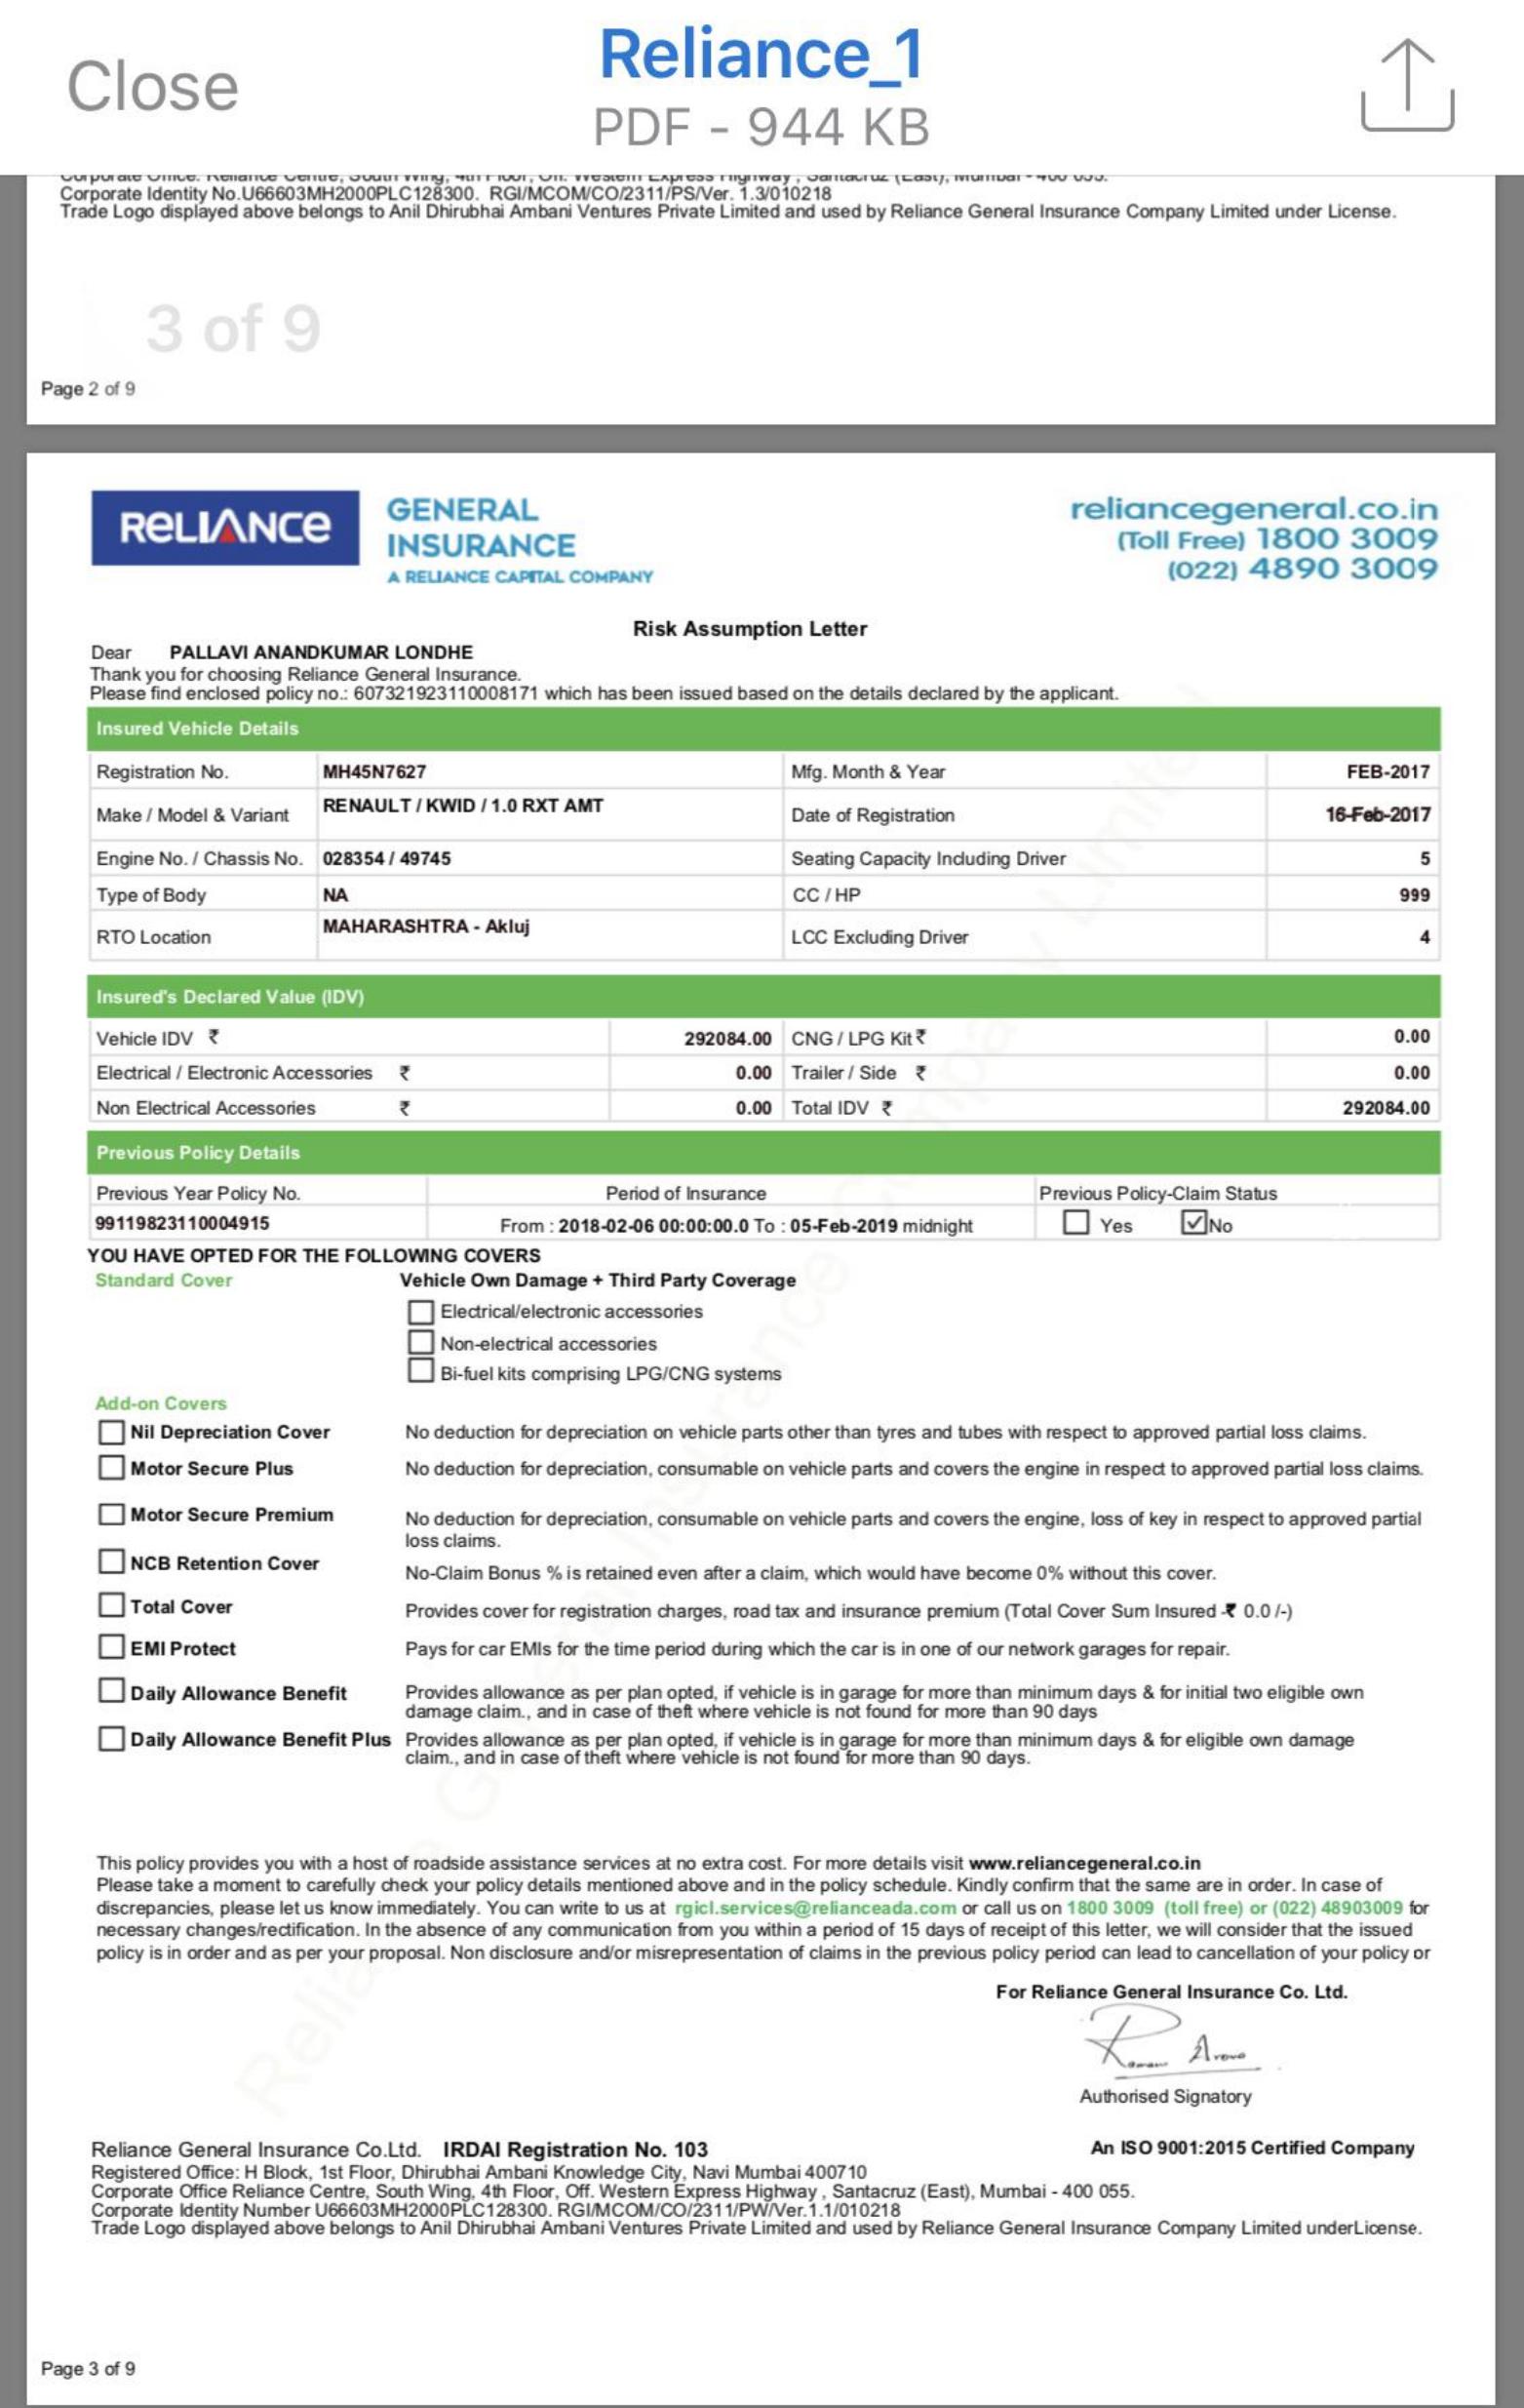 Close
Reliance_1
PDF - 944 KB
Corporate Office. Reliance Centre, South Wing, 4th Floor, Off. Western Express Highway , Santacruz (East), Mumbai - 400 055.
Corporate Identity No.U66603MH2000PLC128300. RGI/MCOM/CO/2311/PS/Ver. 1.3/010218
Trade Logo displayed above belongs to Anil Dhirubhai Ambani Ventures Private Limited and used by Reliance General Insurance Company Limited under License.
3 of 9
Page 2 of 9
RELIANCE
GENERAL
INSURANCE
A RELIANCE CAPITAL COMPANY
reliancegeneral.co.in
(Toll Free) 1800 3009
(022) 4890 3009
Risk Assumption Letter
Dear PALLAVI ANANDKUMAR LONDHE
Thank you for choosing Reliance General Insurance.
Please find enclosed policy no.: 607321923110008171 which has been issued based on the details declared by the applicant.
Insured Vehicle Details
Registration No. MH45N7627 Mfg. Month & Year FEB-2017
Make / Model & Variant RENAULT / KWID / 1.0 RXT AMT Date of Registration 16-Feb-2017
Engine No. / Chassis No. 028354 / 49745 Seating Capacity Including Driver 5
Type of Body NA CC / HP 999
RTO Location MAHARASHTRA - Akluj LCC Excluding Driver 4
Insured's Declared Value (IDV)
Vehicle IDV ₹ 292084.00 CNG / LPG Kit ₹ 0.00
Electrical / Electronic Accessories ₹ 0.00 Trailer / Side ₹ 0.00
Non Electrical Accessories ₹ 0.00 Total IDV ₹ 292084.00
Previous Policy Details
Previous Year Policy No. Period of Insurance Previous Policy-Claim Status
99119823110004915 From : 2018-02-06 00:00:00.0 To : 05-Feb-2019 midnight Yes No
YOU HAVE OPTED FOR THE FOLLOWING COVERS
Standard Cover Vehicle Own Damage + Third Party Coverage
Electrical/electronic accessories
Non-electrical accessories
Bi-fuel kits comprising LPG/CNG systems
Add-on Covers
Nil Depreciation Cover No deduction for depreciation on vehicle parts other than tyres and tubes with respect to approved partial loss claims.
Motor Secure Plus No deduction for depreciation, consumable on vehicle parts and covers the engine in respect to approved partial loss claims.
Motor Secure Premium No deduction for depreciation, consumable on vehicle parts and covers the engine, loss of key in respect to approved partial
loss claims.
NCB Retention Cover No-Claim Bonus % is retained even after a claim, which would have become 0% without this cover.
Total Cover Provides cover for registration charges, road tax and insurance premium (Total Cover Sum Insured -₹ 0.0 /-)
EMI Protect Pays for car EMIs for the time period during which the car is in one of our network garages for repair.
Daily Allowance Benefit Provides allowance as per plan opted, if vehicle is in garage for more than minimum days & for initial two eligible own
damage claim., and in case of theft where vehicle is not found for more than 90 days
Daily Allowance Benefit Plus Provides allowance as per plan opted, if vehicle is in garage for more than minimum days & for eligible own damage
claim., and in case of theft where vehicle is not found for more than 90 days.
This policy provides you with a host of roadside assistance services at no extra cost. For more details visit www.reliancegeneral.co.in
Please take a moment to carefully check your policy details mentioned above and in the policy schedule. Kindly confirm that the same are in order. In case of
discrepancies, please let us know immediately. You can write to us at rgicl.services@relianceada.com or call us on 1800 3009 (toll free) or (022) 48903009 for
necessary changes/rectification. In the absence of any communication from you within a period of 15 days of receipt of this letter, we will consider that the issued
policy is in order and as per your proposal. Non disclosure and/or misrepresentation of claims in the previous policy period can lead to cancellation of your policy or
For Reliance General Insurance Co. Ltd.
Raman Arora
Authorised Signatory
Reliance General Insurance Co.Ltd. IRDAI Registration No. 103 An ISO 9001:2015 Certified Company
Registered Office: H Block, 1st Floor, Dhirubhai Ambani Knowledge City, Navi Mumbai 400710
Corporate Office Reliance Centre, South Wing, 4th Floor, Off. Western Express Highway , Santacruz (East), Mumbai - 400 055.
Corporate Identity Number U66603MH2000PLC128300. RGI/MCOM/CO/2311/PW/Ver.1.1/010218
Trade Logo displayed above belongs to Anil Dhirubhai Ambani Ventures Private Limited and used by Reliance General Insurance Company Limited underLicense.
Page 3 of 9
Reliance General Insurance Company Limited